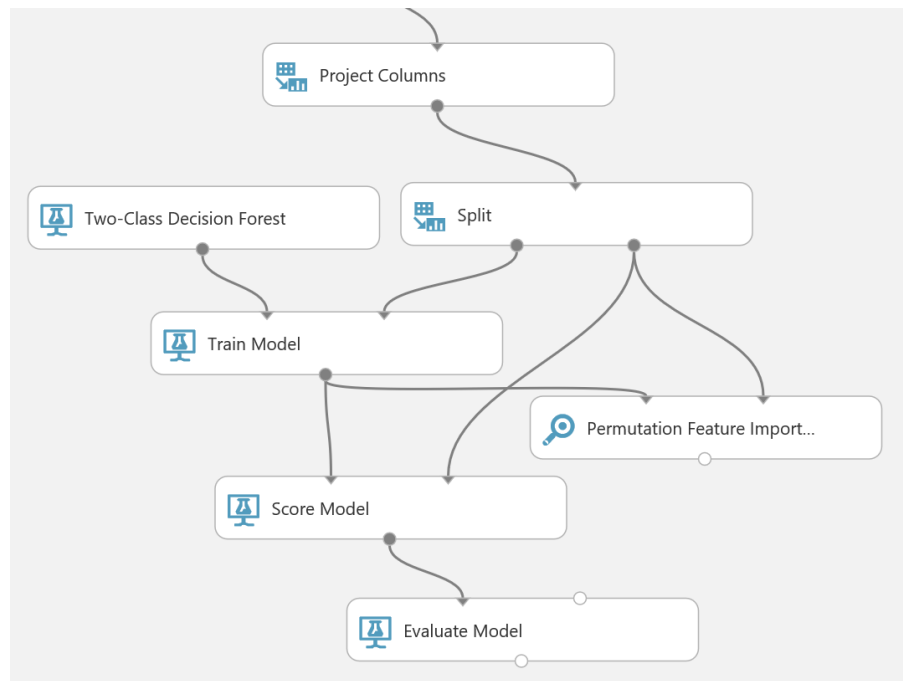 Project Columns
Two-Class Decision Forest
Split
Train Model
Permutation Feature Import...
Score Model
Evaluate Model